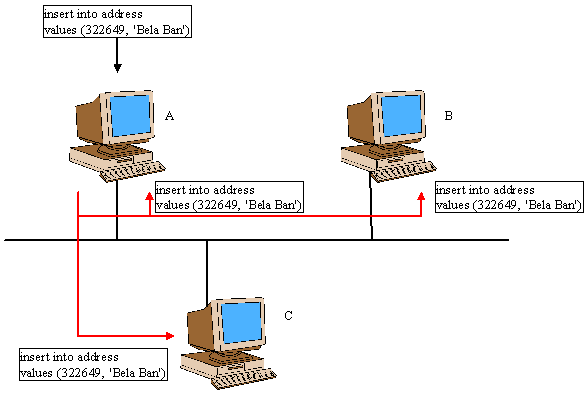 insert into address
values (322649, 'Bela Ban')
A
B
insert into address
values (322649, 'Bela Ban')
insert into address
values (322649, 'Bela Ban')
C
insert into address
values (322649, 'Bela Ban')